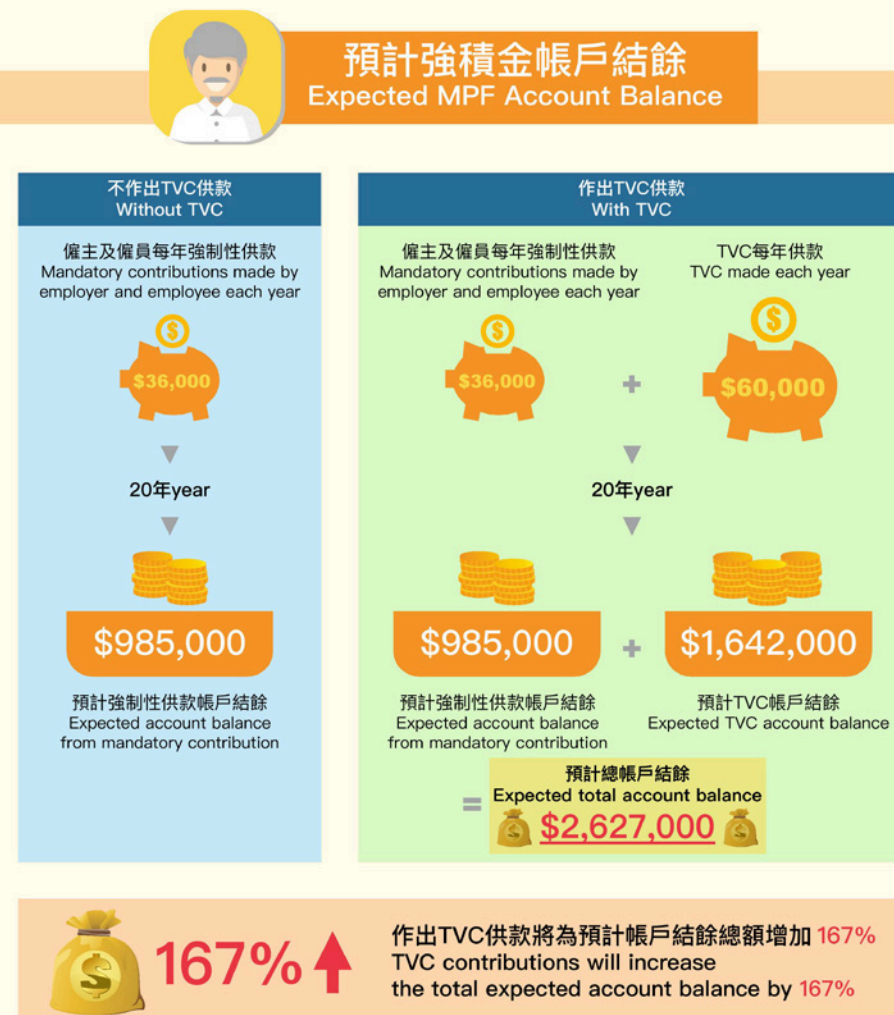 預計強積金帳戶結餘
Expected MPF Account Balance
不作出TVC供款
Without TVC
僱主及僱員每年強制性供款
Mandatory contributions made by
employer and employee each year
$
$36,000
20年year
$985,000
預計強制性供款帳戶結餘
Expected account balance
from mandatory contribution
作出TVC供款
With TVC
僱主及僱員每年強制性供款
Mandatory contributions made by
employer and employee each year
$
$36,000
+
TVC每年供款
TVC made each year
$
$60,000
20年year
$985,000
預計強制性供款帳戶結餘
Expected account balance
from mandatory contribution
+
$1,642,000
預計TVC帳戶結餘
Expected TVC account balance
=
預計總帳戶結餘
Expected total account balance
$ $2,627,000 $
$
167%
作出TVC供款將為預計帳戶結餘總額增加 167%
TVC contributions will increase
the total expected account balance by 167%